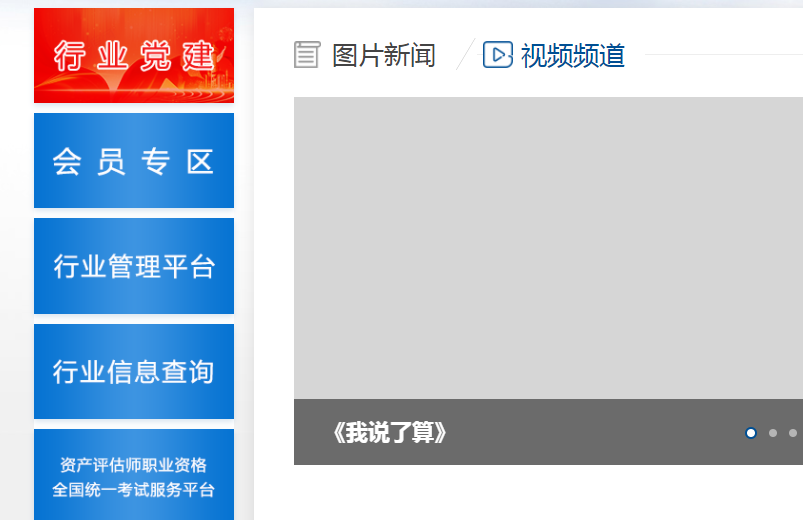 行业党建
会员专区
行业管理平台
行业信息查询
资产评估师职业资格
全国统一考试服务平台
图片新闻
视频频道
《我说了算》